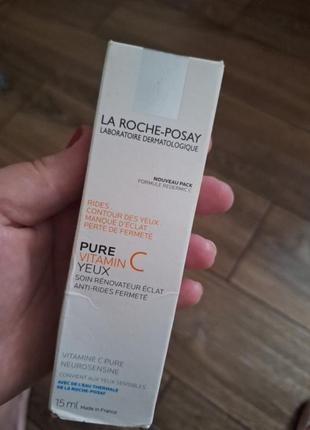 LA ROCHE-POSAY
LABORATOIRE DERMATOLOGIQUE
NOUVEAU PACK
FORMULE REDERMIC C
RIDES
CONTOUR DES YEUX
MANQUE D'ÉCLAT
PERTE DE FERMETÉ
PURE
VITAMIN C
YEUX
SOIN RÉNOVATEUR ÉCLAT
ANTI-RIDES FERMETÉ
VITAMINE C PURE
NEUROSENSINE
CONVIENT AUX YEUX SENSIBLES
AVEC DE L'EAU THERMALE
DE LA ROCHE-POSAY
15 ml Made in France